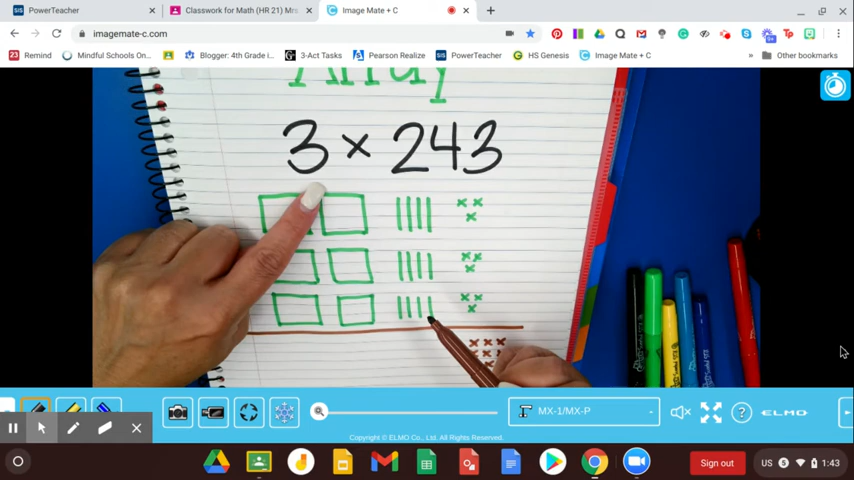 PowerTeacher
Classwork for Math (HR 21) Mrs
Image Mate + C
imagemate-c.com
Remind
Mindful Schools On...
Blogger: 4th Grade i...
3-Act Tasks
Pearson Realize
PowerTeacher
HS Genesis
Image Mate + C
Other bookmarks
Array
3 × 243
MX-1/MX-P
ELMO
Copyright © ELMO Co., Ltd. All Rights Reserved.
Sign out
US
1:43